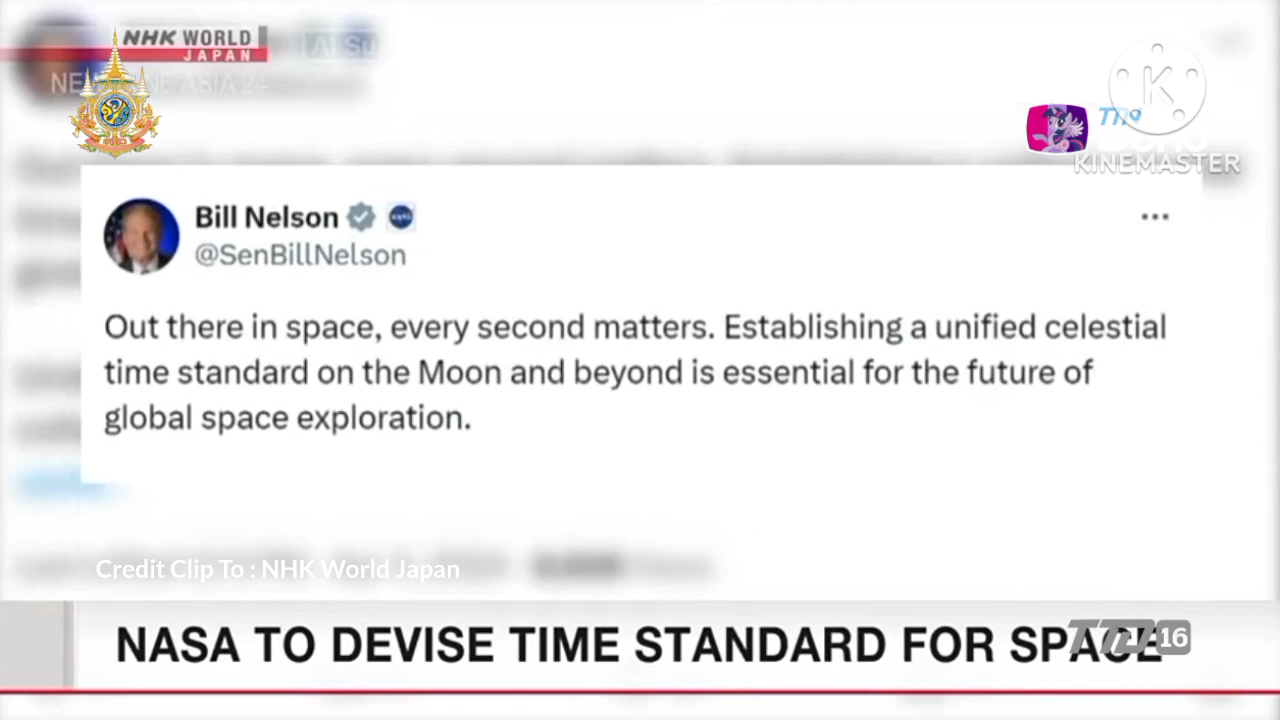 NHK WORLD
JAPAN
KINEMASTER
Bill Nelson
@SenBillNelson
Out there in space, every second matters. Establishing a unified celestial
time standard on the Moon and beyond is essential for the future of
global space exploration.
Credit Clip To : NHK World Japan
NASA TO DEVISE TIME STANDARD FOR SPACE
16